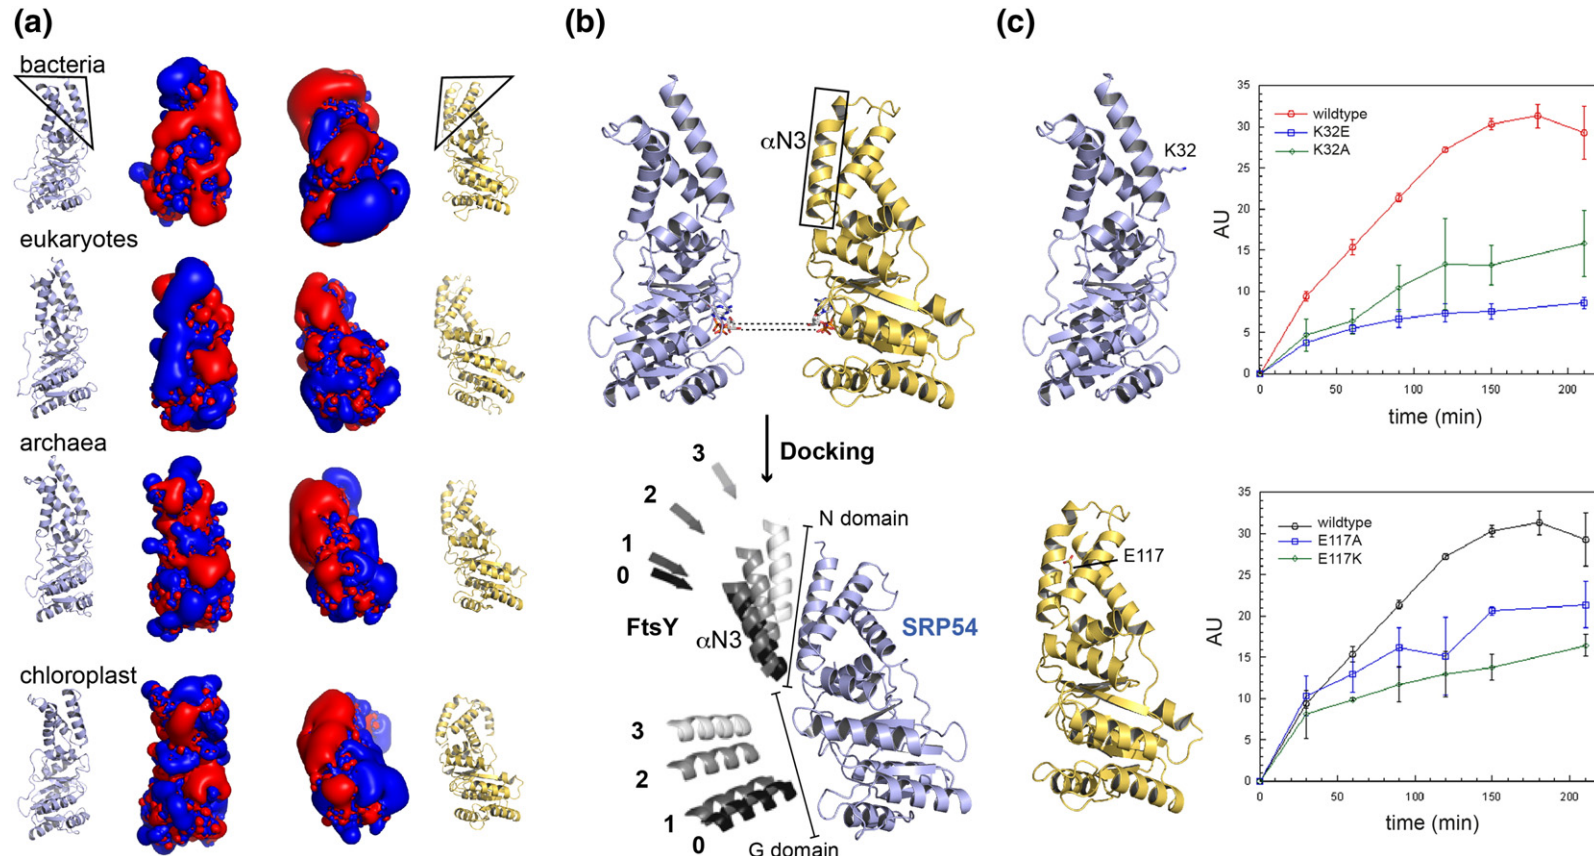 (a)
bacteria
eukaryotes
archaea
chloroplast
(b)
αN3
Docking
3
2
1
0
FtsY
αN3
N domain
SRP54
3
2
1
0
G domain
(c)
K32
35
30
25
20
15
10
5
0
AU
wildtype
K32E
K32A
0
50
100
150
200
time (min)
E117
35
30
25
20
15
10
5
0
AU
wildtype
E117A
E117K
0
50
100
150
200
time (min)